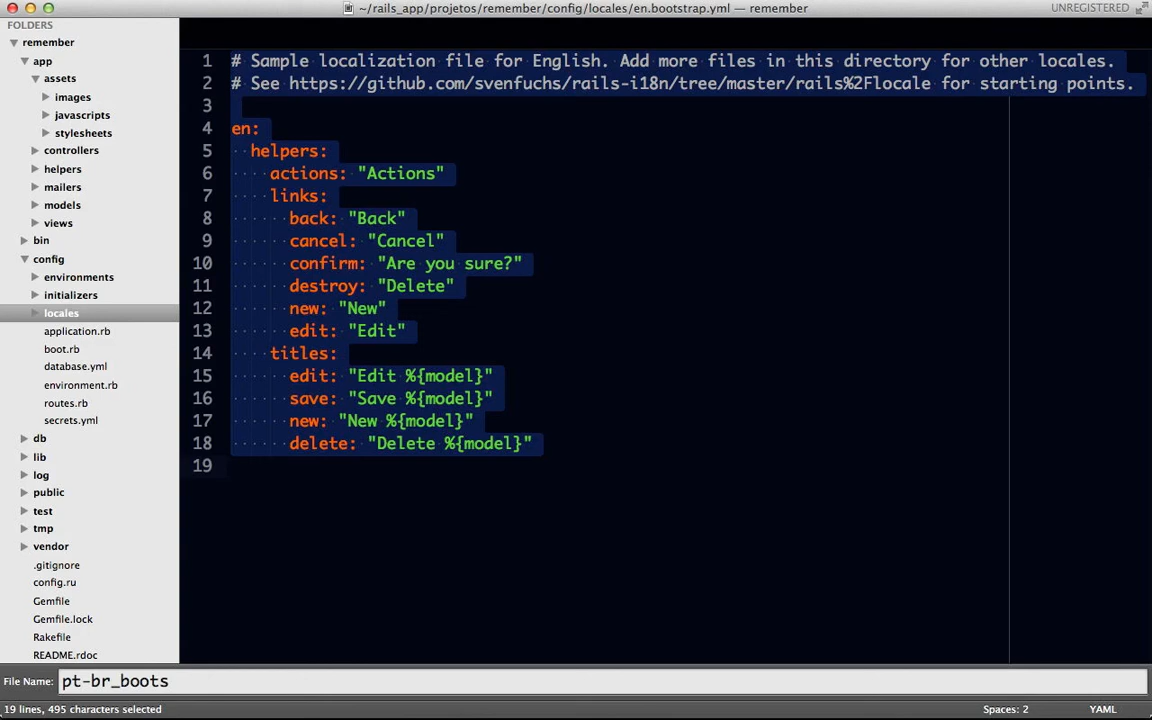 ~/rails_app/projetos/remember/config/locales/en.bootstrap.yml — remember
UNREGISTERED
FOLDERS
remember
app
assets
images
javascripts
stylesheets
controllers
helpers
mailers
models
views
bin
config
environments
initializers
locales
application.rb
boot.rb
database.yml
environment.rb
routes.rb
secrets.yml
db
lib
log
public
test
tmp
vendor
.gitignore
config.ru
Gemfile
Gemfile.lock
Rakefile
README.rdoc
1 # Sample localization file for English. Add more files in this directory for other locales.
2 # See https://github.com/svenfuchs/rails-i18n/tree/master/rails%2Flocale for starting points.
3
4 en:
5 helpers:
6 actions: "Actions"
7 links:
8 back: "Back"
9 cancel: "Cancel"
10 confirm: "Are you sure?"
11 destroy: "Delete"
12 new: "New"
13 edit: "Edit"
14 titles:
15 edit: "Edit %{model}"
16 save: "Save %{model}"
17 new: "New %{model}"
18 delete: "Delete %{model}"
19
File Name: pt-br_boots
19 lines, 495 characters selected
Spaces: 2
YAML